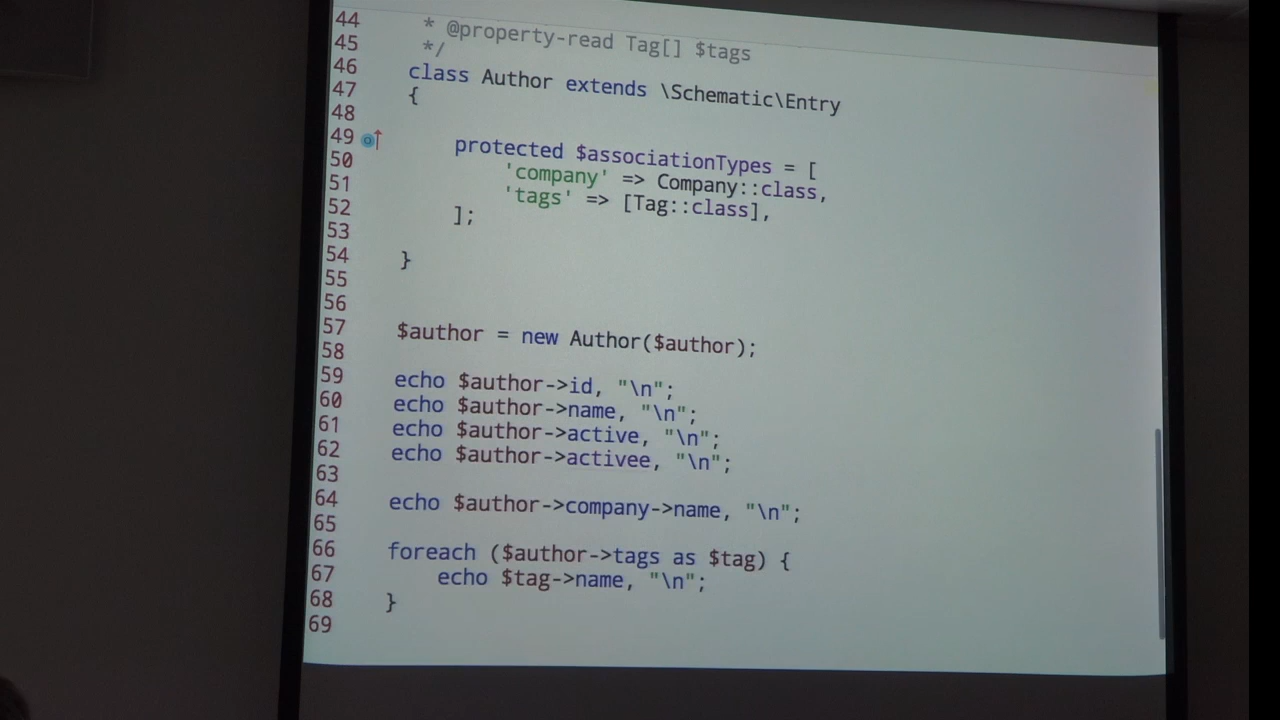 44 * @property-read Tag[] $tags
45 */
46 class Author extends \Schematic\Entry
47 {
48
49 protected $associationTypes = [
50 'company' => Company::class,
51 'tags' => [Tag::class],
52 ];
53
54 }
55
56
57 $author = new Author($author);
58
59 echo $author->id, "\n";
60 echo $author->name, "\n";
61 echo $author->active, "\n";
62 echo $author->activee, "\n";
63
64 echo $author->company->name, "\n";
65
66 foreach ($author->tags as $tag) {
67 echo $tag->name, "\n";
68 }
69